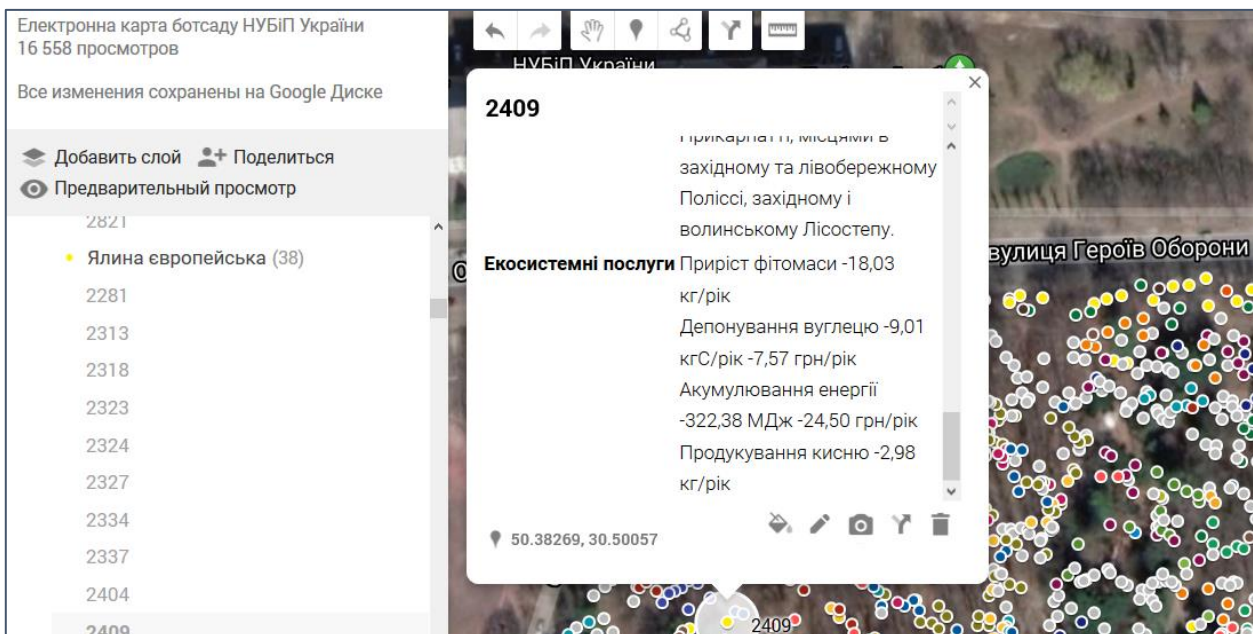 Електронна карта ботсаду НУБіП України
16 558 просмотров
Все изменения сохранены на Google Диске
Добавить слой
Поделиться
Предварительный просмотр
2821
Ялина європейська (38)
2281
2313
2318
2323
2324
2327
2334
2337
2404
2409
НУБіП України
2409
Прикарпатті, місцями в
західному та лівобережному
Поліссі, західному і
волинському Лісостепу.
Екосистемні послуги Приріст фітомаси -18,03
кг/рік
Депонування вуглецю -9,01
кгС/рік -7,57 грн/рік
Акумулювання енергії
-322,38 МДж -24,50 грн/рік
Продукування кисню -2,98
кг/рік
50.38269, 30.50057
вулиця Героїв Оборони
2409